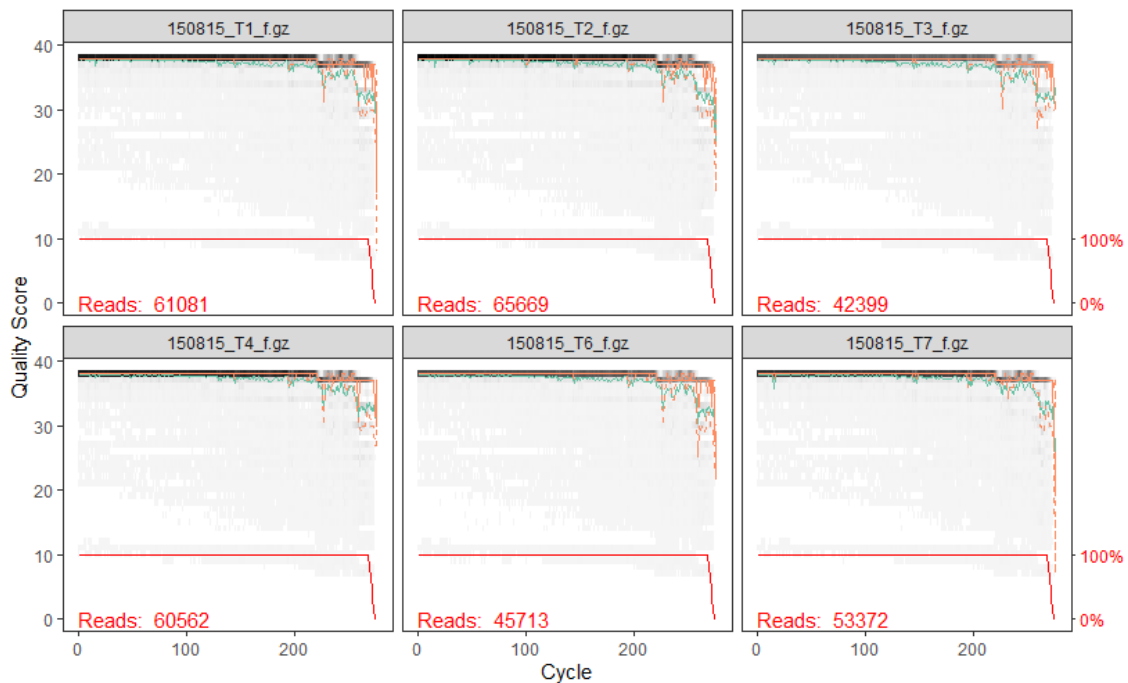 150815_T1_f.gz
150815_T2_f.gz
150815_T3_f.gz
40
30
20
10
0
100%
0%
Reads: 61081
Reads: 65669
Reads: 42399
Quality Score
150815_T4_f.gz
150815_T6_f.gz
150815_T7_f.gz
40
30
20
10
0
100%
0%
Reads: 60562
Reads: 45713
Reads: 53372
0 100 200
0 100 200
0 100 200
Cycle